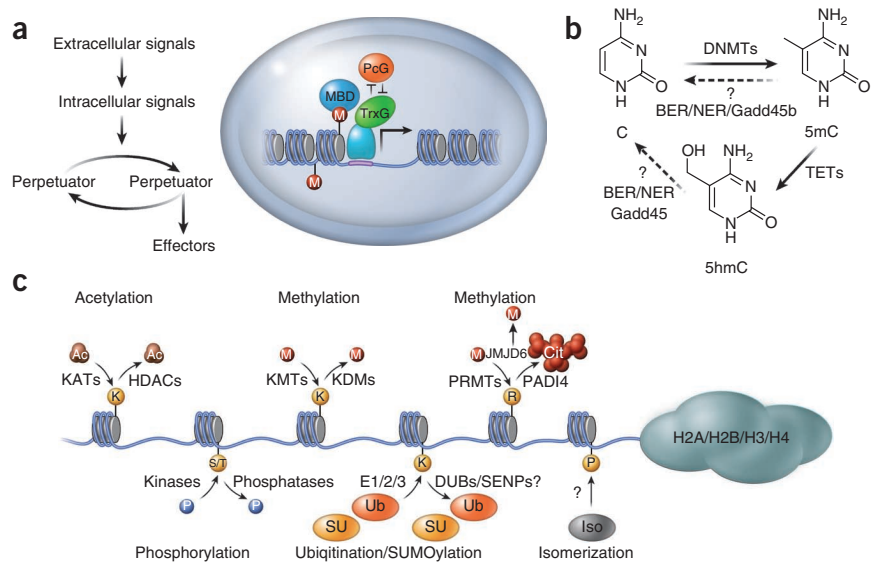 a
Extracellular signals
Intracellular signals
Perpetuator
Perpetuator
Effectors
PcG
MBD
TrxG
M
M
b
NH2
N
N
H
O
C
DNMTs
?
BER/NER/Gadd45b
NH2
N
N
H
O
5mC
TETs
OH
NH2
N
N
H
O
5hmC
?
BER/NER
Gadd45
c
Acetylation
Methylation
Methylation
Ac
Ac
KATs
HDACs
K
M
M
KMTs
KDMs
K
M
M
JMJD6
Cit
PRMTs
PADI4
R
H2A/H2B/H3/H4
S/T
Kinases
Phosphatases
P
P
Phosphorylation
K
E1/2/3
DUBs/SENPs?
Ub
Ub
SU
SU
Ubiqitination/SUMOylation
P
?
Iso
Isomerization